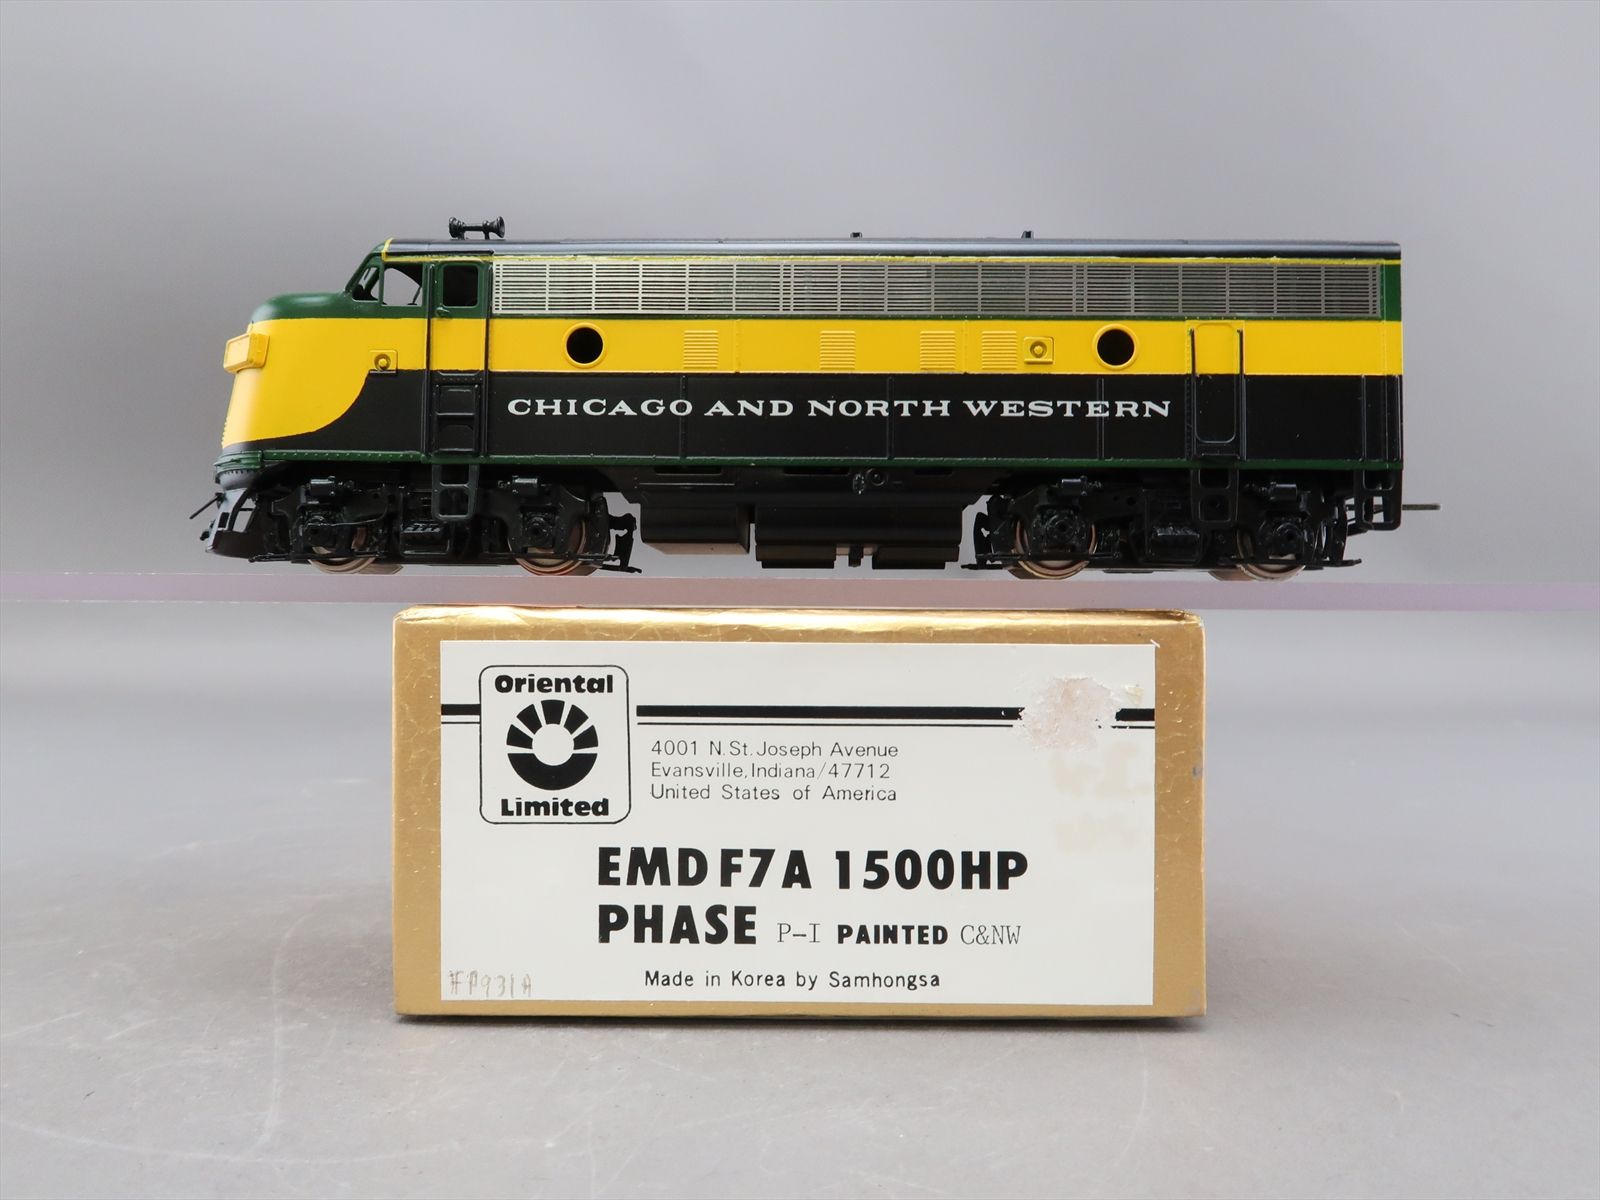 CHICAGO AND NORTH WESTERN
Oriental
Limited
4001 N. St. Joseph Avenue
Evansville, Indiana/47712
United States of America
EMD F7A 1500HP
PHASE P-I PAINTED C&NW
Made in Korea by Samhongsa